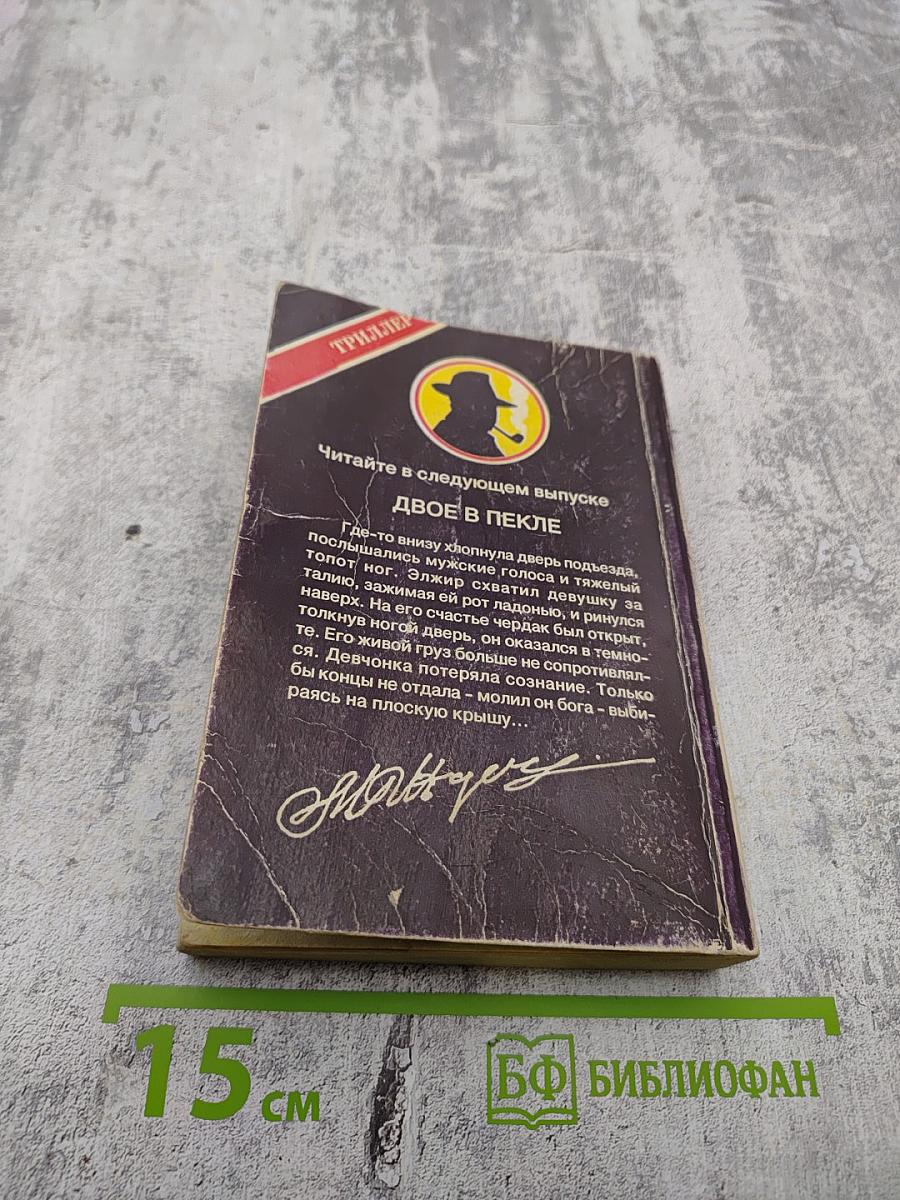 ТРИЛЛЕР
Читайте в следующем выпуске
ДВОЕ В ПЕКЛЕ
Где-то внизу хлопнула дверь подъезда,
послышались мужские голоса и тяжелый
топот ног. Элжир схватил девушку за
талию, зажимая ей рот ладонью, и ринулся
наверх. На его счастье чердак был открыт,
толкнув ногой дверь, он оказался в темно-
те. Его живой груз больше не сопротивлял-
ся. Девчонка потеряла сознание. Только
бы концы не отдала - молил он бога - выби-
раясь на плоскую крышу...
15 см
БФ БИБЛИОФАН